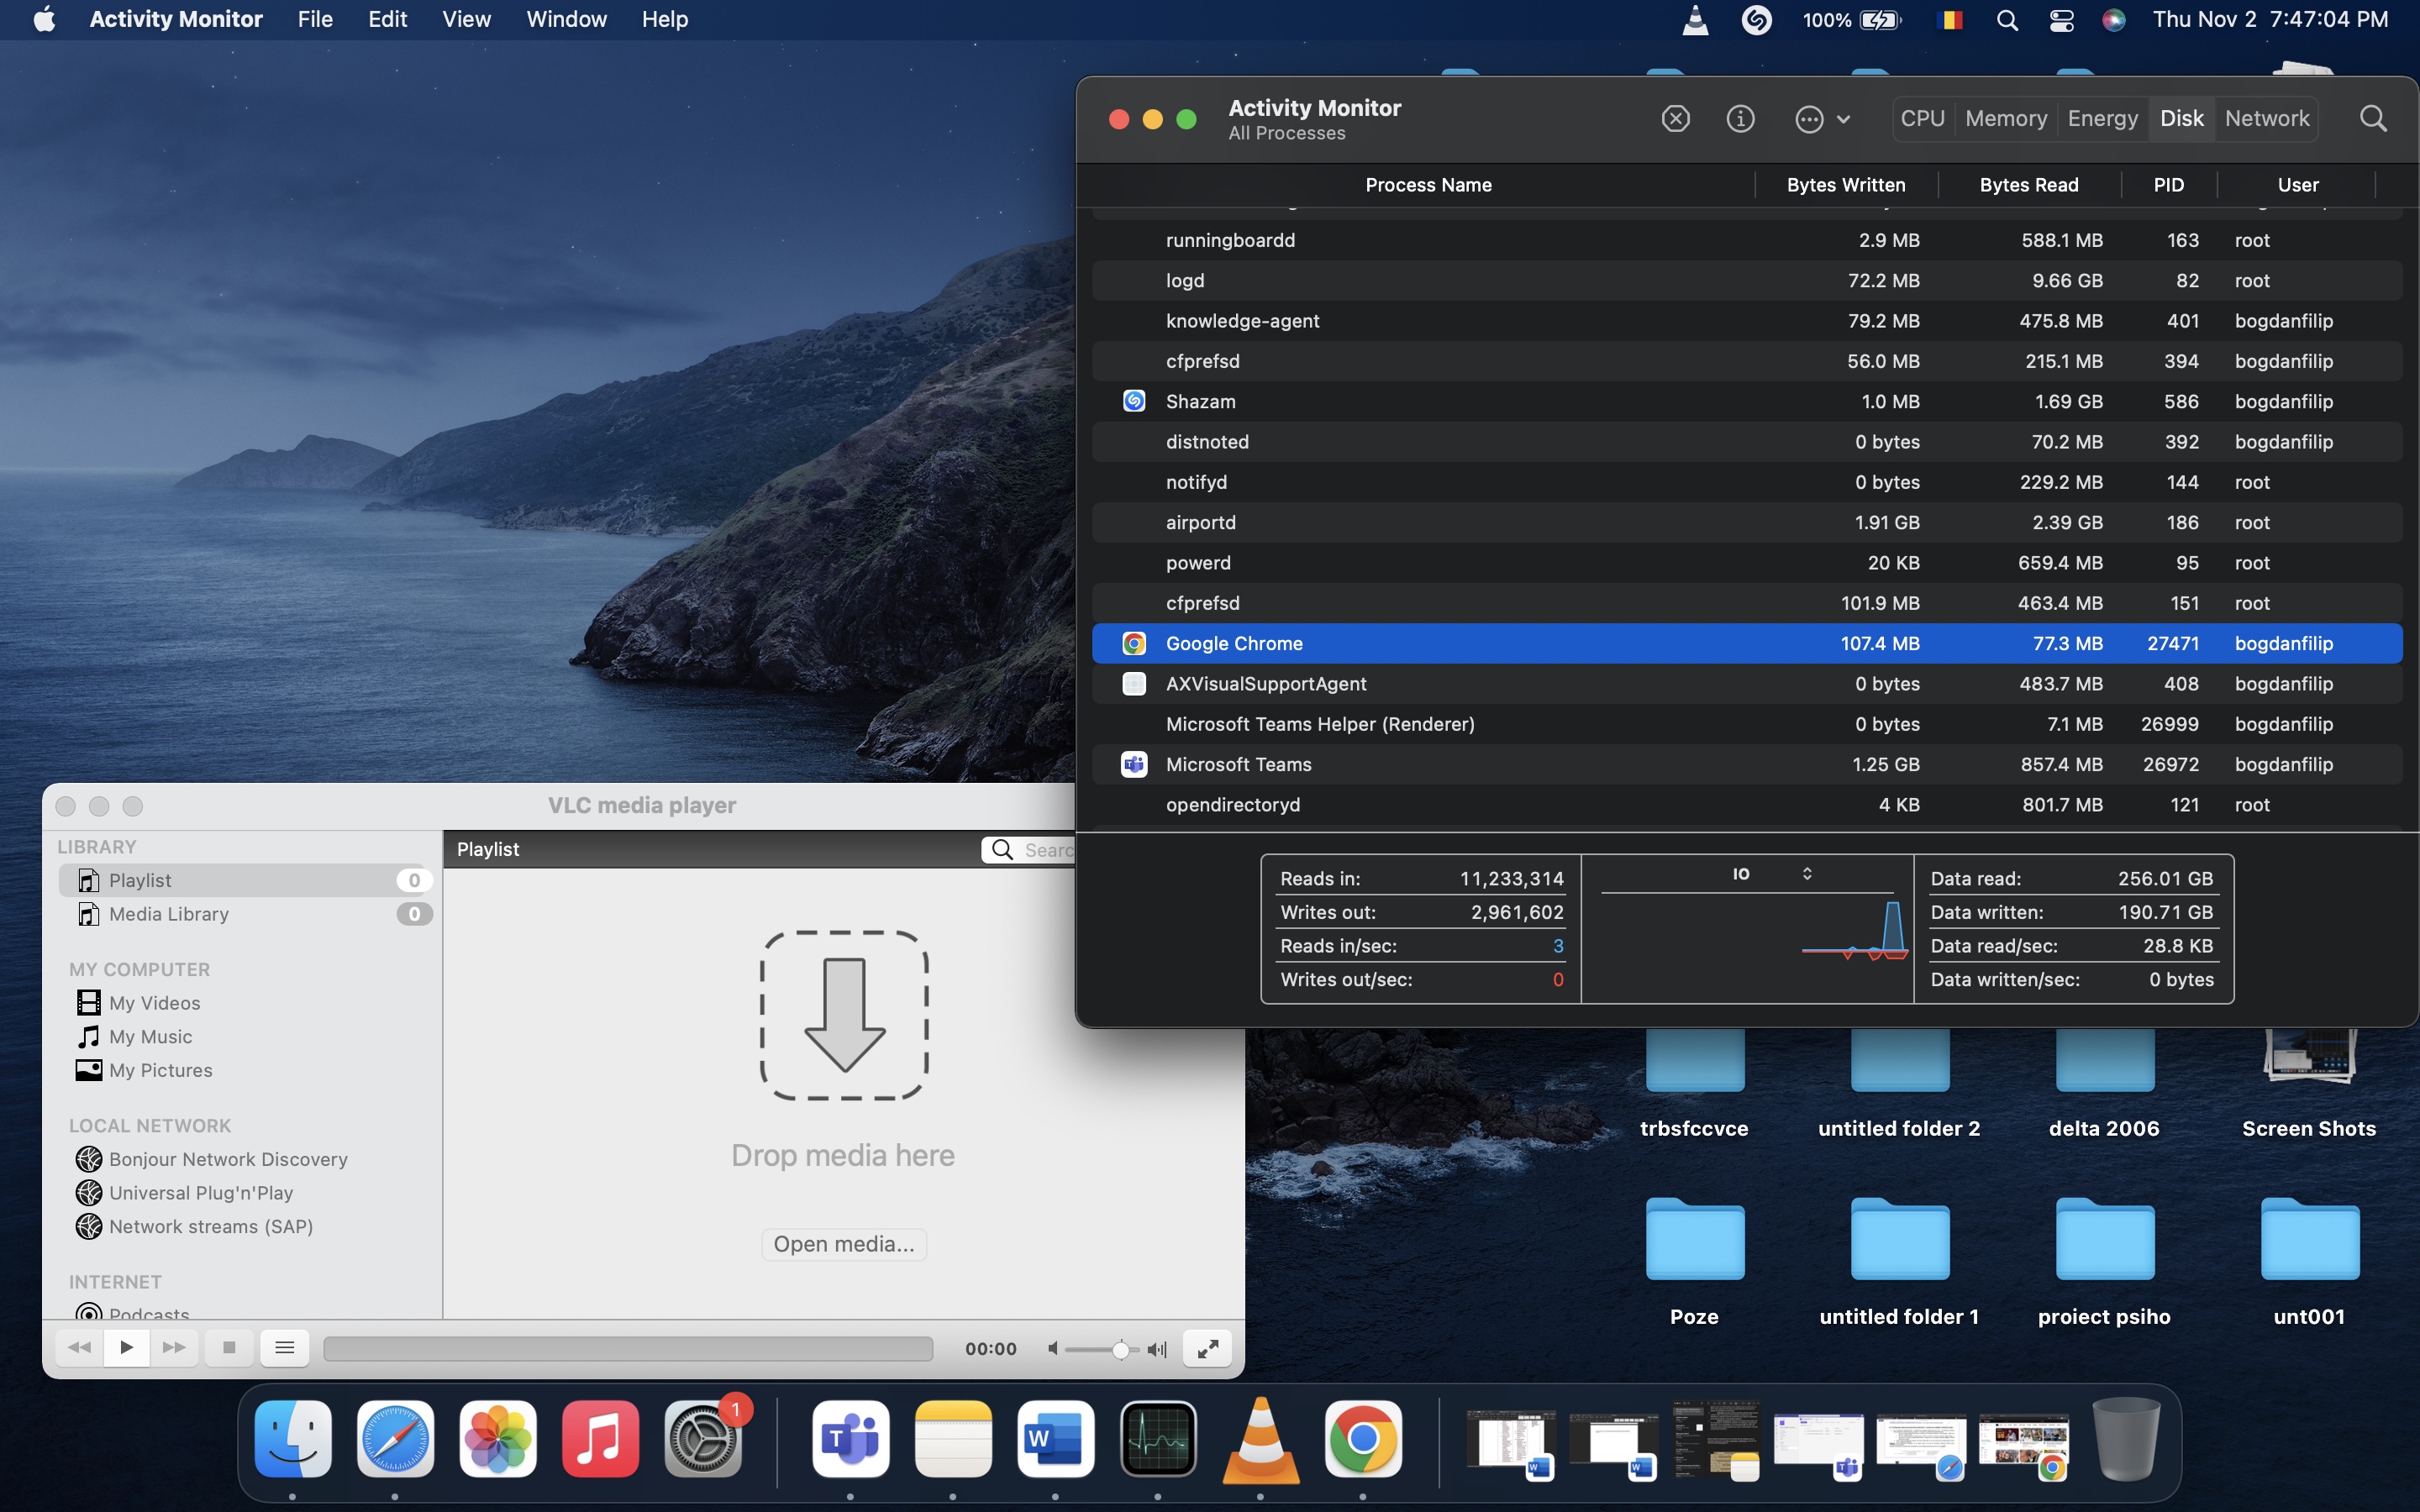 Activity Monitor File Edit View Window Help 100% Thu Nov 2 7:47:04 PM
Activity Monitor
All Processes
CPU Memory Energy Disk Network
Process Name Bytes Written Bytes Read PID User
runningboardd 2.9 MB 588.1 MB 163 root
logd 72.2 MB 9.66 GB 82 root
knowledge-agent 79.2 MB 475.8 MB 401 bogdanfilip
cfprefsd 56.0 MB 215.1 MB 394 bogdanfilip
Shazam 1.0 MB 1.69 GB 586 bogdanfilip
distnoted 0 bytes 70.2 MB 392 bogdanfilip
notifyd 0 bytes 229.2 MB 144 root
airportd 1.91 GB 2.39 GB 186 root
powerd 20 KB 659.4 MB 95 root
cfprefsd 101.9 MB 463.4 MB 151 root
Google Chrome 107.4 MB 77.3 MB 27471 bogdanfilip
AXVisualSupportAgent 0 bytes 483.7 MB 408 bogdanfilip
Microsoft Teams Helper (Renderer) 0 bytes 7.1 MB 26999 bogdanfilip
Microsoft Teams 1.25 GB 857.4 MB 26972 bogdanfilip
opendirectoryd 4 KB 801.7 MB 121 root
Reads in: 11,233,314
Writes out: 2,961,602
Reads in/sec: 3
Writes out/sec: 0
IO
Data read: 256.01 GB
Data written: 190.71 GB
Data read/sec: 28.8 KB
Data written/sec: 0 bytes
VLC media player
LIBRARY
Playlist 0
Media Library 0
MY COMPUTER
My Videos
My Music
My Pictures
LOCAL NETWORK
Bonjour Network Discovery
Universal Plug'n'Play
Network streams (SAP)
INTERNET
Podcasts
Playlist
Searc
Drop media here
Open media...
00:00
trbsfccvce untitled folder 2 delta 2006 Screen Shots
Poze untitled folder 1 proiect psiho unt001
1